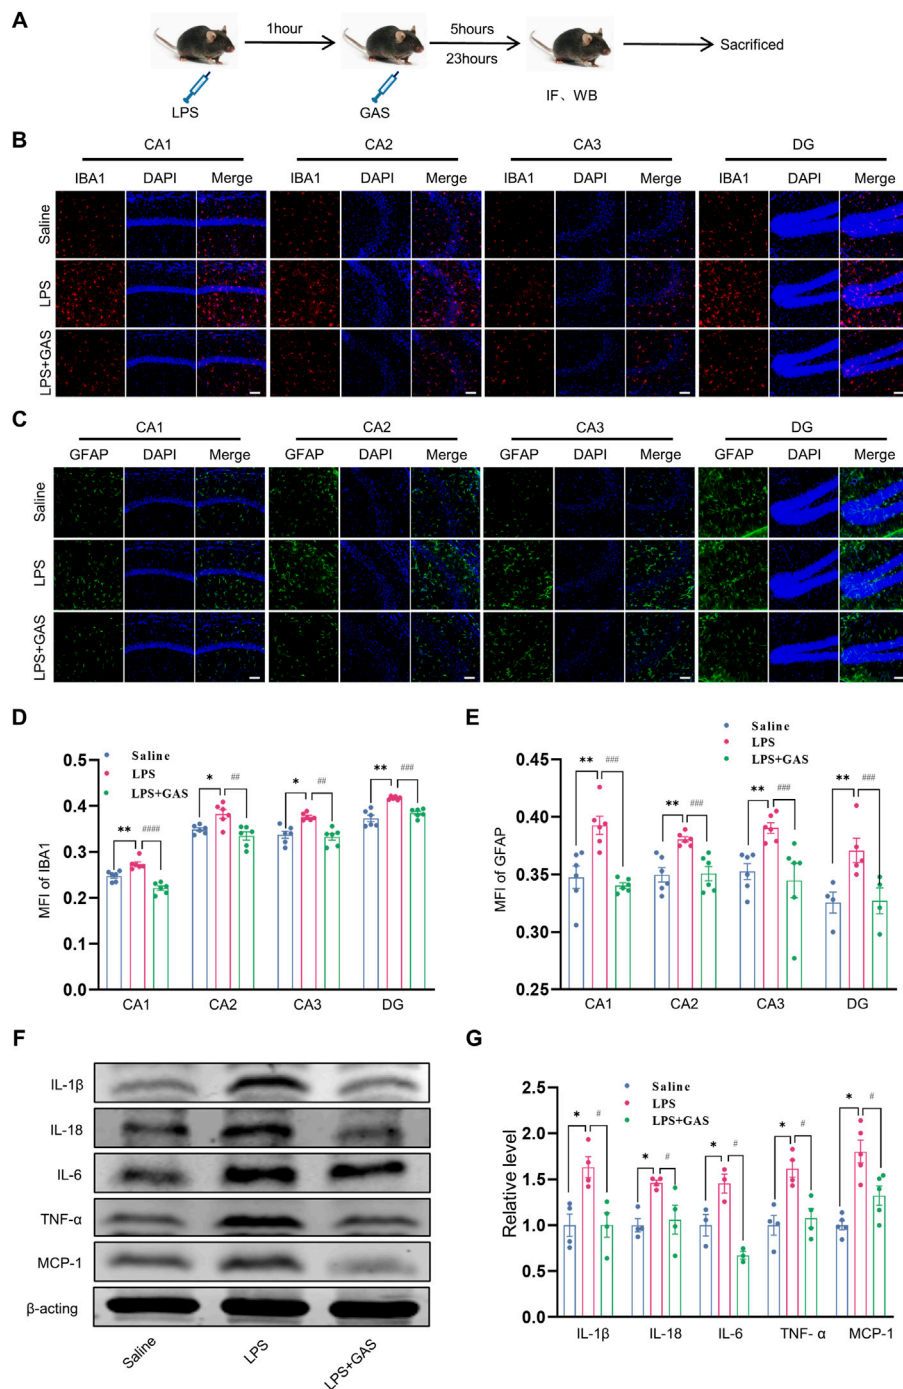 A
1hour
5hours
23hours
Sacrificed
LPS
GAS
IF、WB
B
CA1 CA2 CA3 DG
IBA1 DAPI Merge IBA1 DAPI Merge IBA1 DAPI Merge IBA1 DAPI Merge
Saline
LPS
LPS+GAS
C
CA1 CA2 CA3 DG
GFAP DAPI Merge GFAP DAPI Merge GFAP DAPI Merge GFAP DAPI Merge
Saline
LPS
LPS+GAS
D
Saline
LPS
LPS+GAS
MFI of IBA1
0.5
0.4
0.3
0.2
0.1
0.0
** #### * ## * ## ** ###
CA1 CA2 CA3 DG
E
Saline
LPS
LPS+GAS
MFI of GFAP
0.45
0.40
0.35
0.30
0.25
** ### ** ### ** ### ** ###
CA1 CA2 CA3 DG
F
IL-1β
IL-18
IL-6
TNF-α
MCP-1
β-acting
Saline LPS LPS+GAS
G
Saline
LPS
LPS+GAS
Relative level
2.5
2.0
1.5
1.0
0.5
0.0
* # * # * # * # * #
IL-1β IL-18 IL-6 TNF- α MCP-1